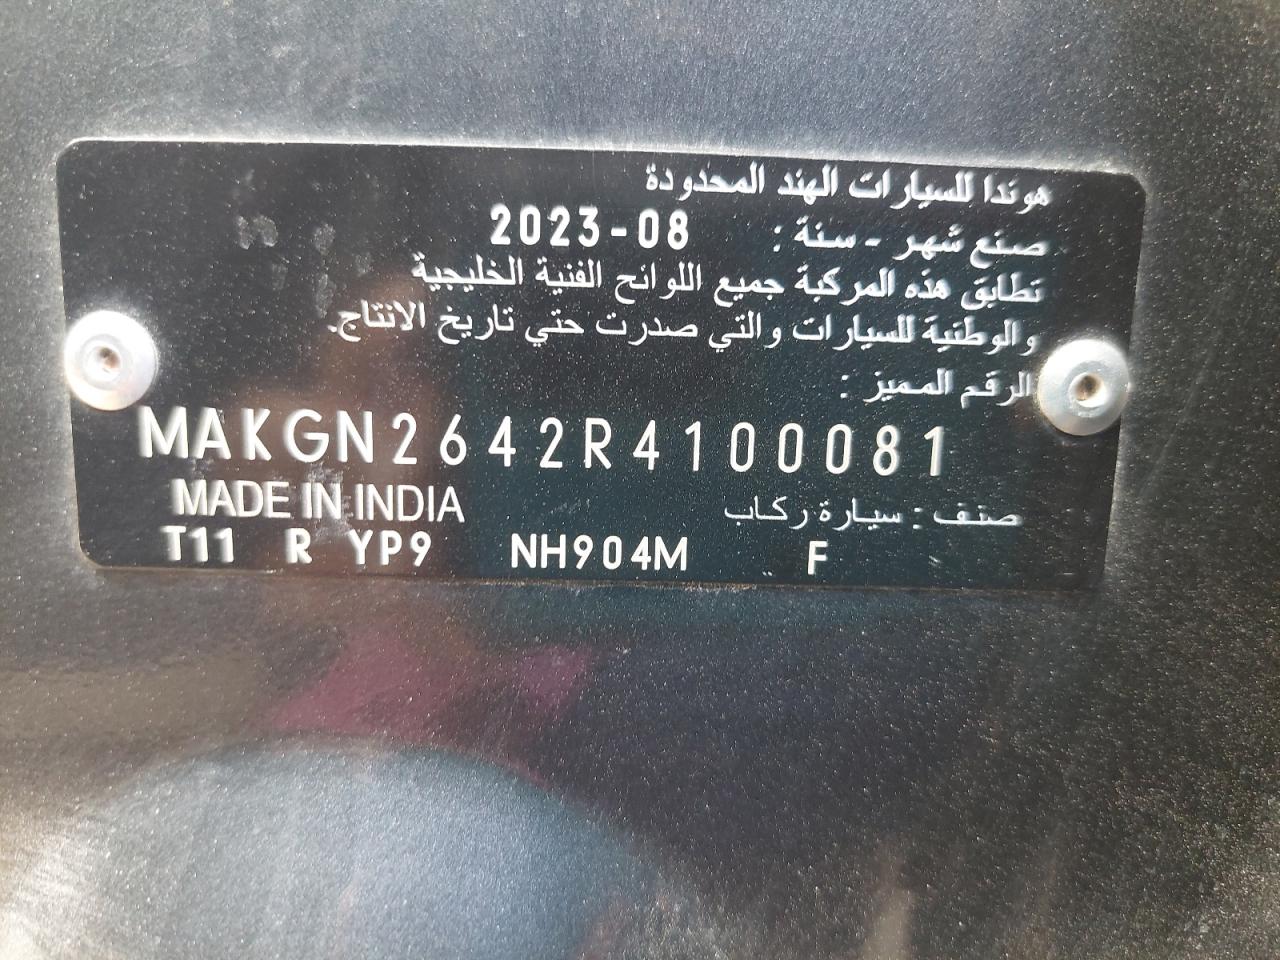 هوندا للسيارات الهند المحدودة
صنع شهر - سنة : 2023-08
تطابق هذه المركبة جميع اللوائح الفنية الخليجية
والوطنية للسيارات والتي صدرت حتي تاريخ الانتاج.
الرقم المميز :
MAKGN2642R4100081
MADE IN INDIA صنف : سيارة ركاب
T11 R YP9 NH904M F